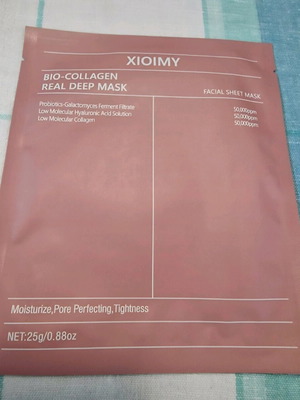 XIOIMY
BIO-COLLAGEN
REAL DEEP MASK
FACIAL SHEET MASK
Probiotics-Galactomyces Ferment Filtrate 50,000ppm
Low Molecular Hyaluronic Acid Solution 50,000ppm
Low Molecular Collagen 50,000ppm
Moisturize,Pore Perfecting,Tightness
NET:25g/0.88oz